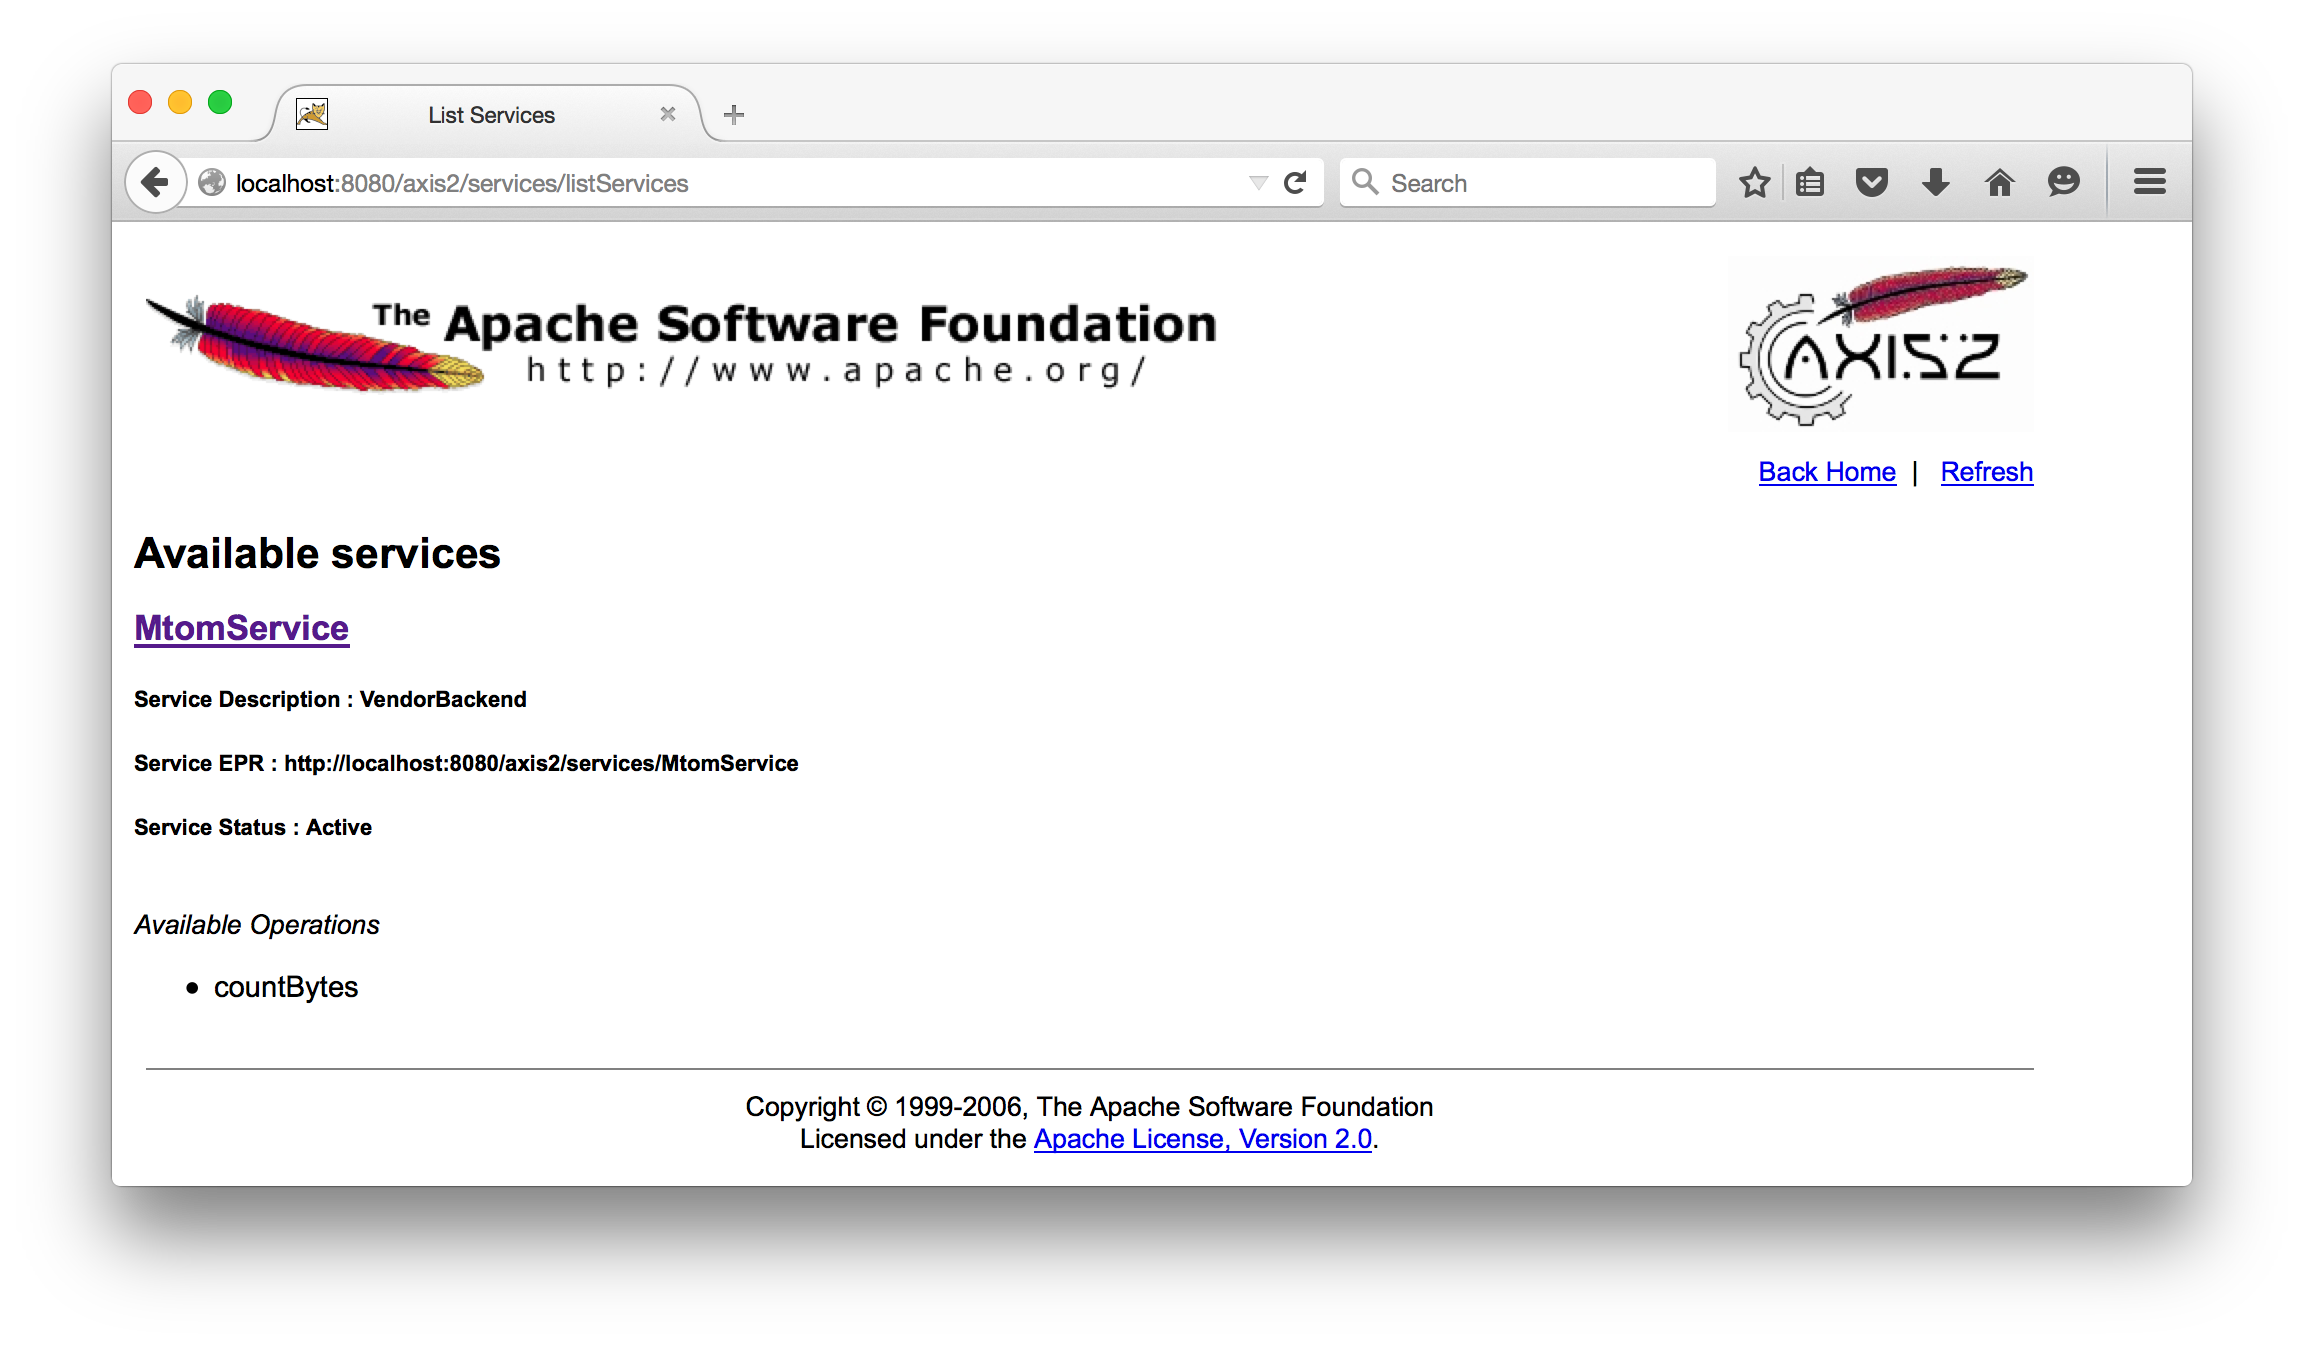 List Services
localhost:8080/axis2/services/listServices
Search
The Apache Software Foundation
http://www.apache.org/
AXIS2
Back Home | Refresh
Available services
MtomService
Service Description : VendorBackend
Service EPR : http://localhost:8080/axis2/services/MtomService
Service Status : Active
Available Operations
• countBytes
Copyright © 1999-2006, The Apache Software Foundation
Licensed under the Apache License, Version 2.0.